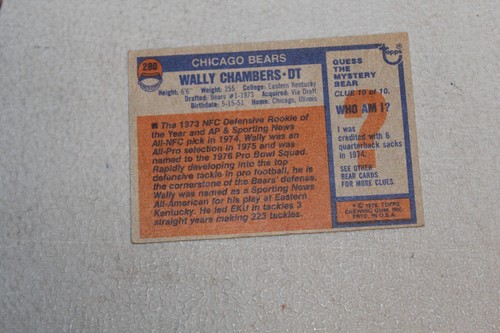 280
CHICAGO BEARS
WALLY CHAMBERS • DT
Height: 6'6" Weight: 255 College: Eastern Kentucky
Drafted: Bears #1-1973 Acquired: Via Draft
Birthdate: 5-15-51 Home: Chicago, Illinois
The 1973 NFC Defensive Rookie of
the Year and AP & Sporting News
All-NFC pick in 1974, Wally was an
All-Pro selection in 1975 and was
named to the 1976 Pro Bowl Squad.
Rapidly developing into the top
defensive tackle in pro football, he is
the cornerstone of the Bears' defense.
Wally was named as a Sporting News
All-American for his play at Eastern
Kentucky. He led EKU in tackles 3
straight years making 223 tackles.
topps
GUESS
THE
MYSTERY
BEAR
CLUE 10 of 10.
WHO AM I?
?
I was
credited with 6
quarterback sacks
in 1974.
SEE OTHER
BEAR CARDS
FOR MORE CLUES.
© 1976 TOPPS
CHEWING GUM, INC.
PRTD. IN U.S.A.